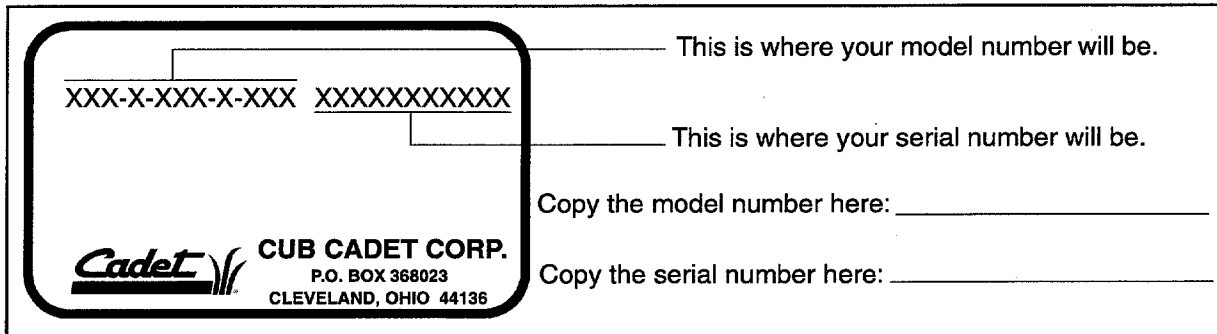 This is where your model number will be.
XXX-X-XXX-X-XXX XXXXXXXXXXX
This is where your serial number will be.
Copy the model number here:
Cadet
CUB CADET CORP.
P.O. BOX 368023
CLEVELAND, OHIO 44136
Copy the serial number here: